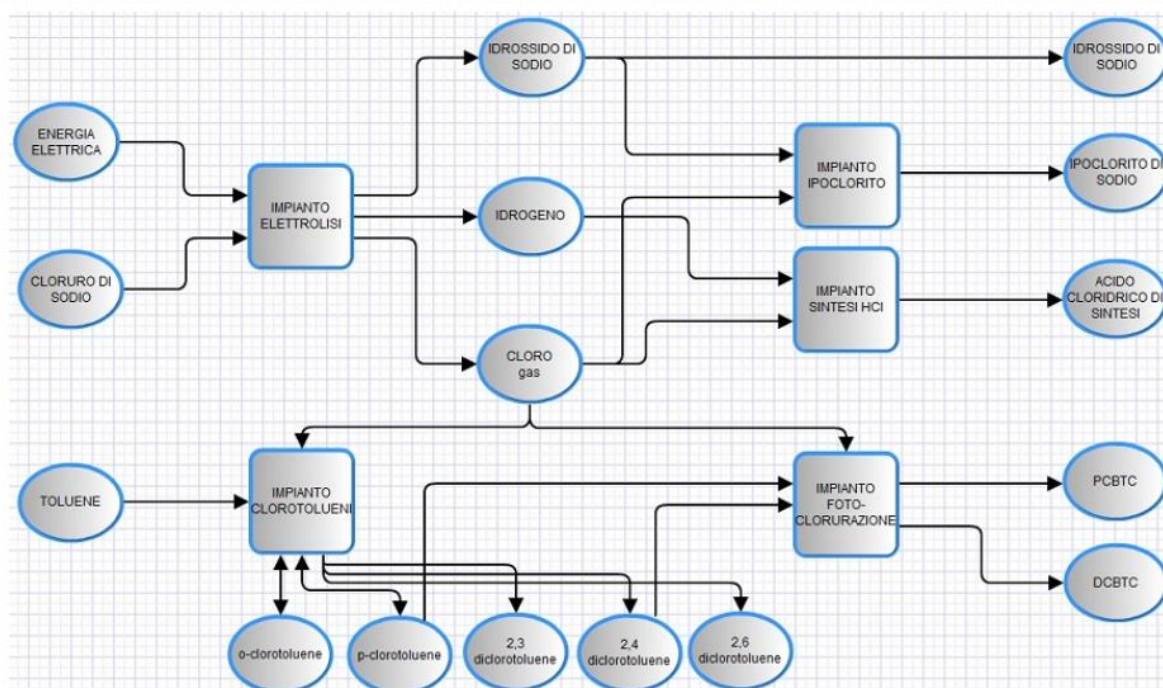 IDROSSIDO DI
SODIO
IDROSSIDO DI
SODIO
ENERGIA
ELETTRICA
IMPIANTO
IPOCLORITO
IPOCLORITO DI
SODIO
IMPIANTO
ELETTROLISI
IDROGENO
CLORURO DI
SODIO
IMPIANTO
SINTESI HCl
ACIDO
CLORIDRICO DI
SINTESI
CLORO
gas
TOLUENE
IMPIANTO
CLOROTOLUENI
IMPIANTO
FOTO-
CLORURAZIONE
PCBTC
DCBTC
o-clorotoluene
p-clorotoluene
2,3
diclorotoluene
2,4
diclorotoluene
2,6
diclorotoluene